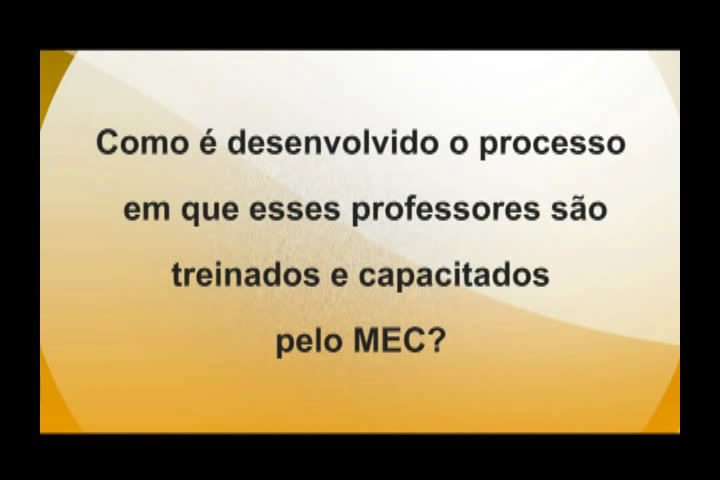 Como é desenvolvido o processo
em que esses professores são
treinados e capacitados
pelo MEC?